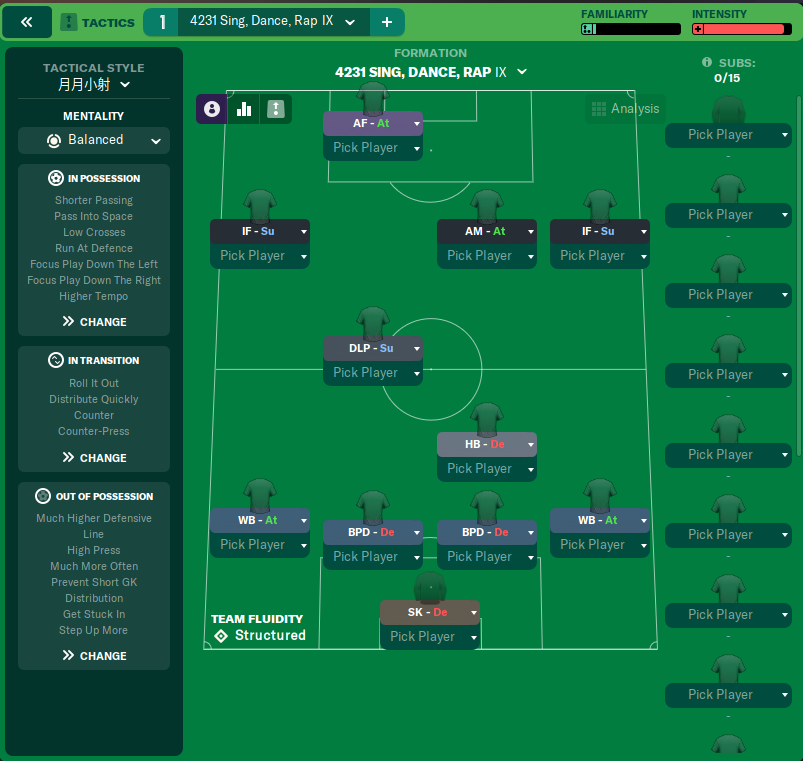 TACTICS
1
4231 Sing, Dance, Rap IX
FAMILIARITY
INTENSITY
TACTICAL STYLE
月月小射
MENTALITY
Balanced
IN POSSESSION
Shorter Passing
Pass Into Space
Low Crosses
Run At Defence
Focus Play Down The Left
Focus Play Down The Right
Higher Tempo
CHANGE
IN TRANSITION
Roll It Out
Distribute Quickly
Counter
Counter-Press
CHANGE
OUT OF POSSESSION
Much Higher Defensive
Line
High Press
Much More Often
Prevent Short GK
Distribution
Get Stuck In
Step Up More
CHANGE
FORMATION
4231 SING, DANCE, RAP IX
Analysis
AF - At
Pick Player
IF - Su
Pick Player
AM - At
Pick Player
IF - Su
Pick Player
DLP - Su
Pick Player
HB - De
Pick Player
WB - At
Pick Player
BPD - De
Pick Player
BPD - De
Pick Player
WB - At
Pick Player
SK - De
Pick Player
TEAM FLUIDITY
Structured
SUBS:
0/15
Pick Player
-
Pick Player
-
Pick Player
-
Pick Player
-
Pick Player
-
Pick Player
-
Pick Player
-
Pick Player
-